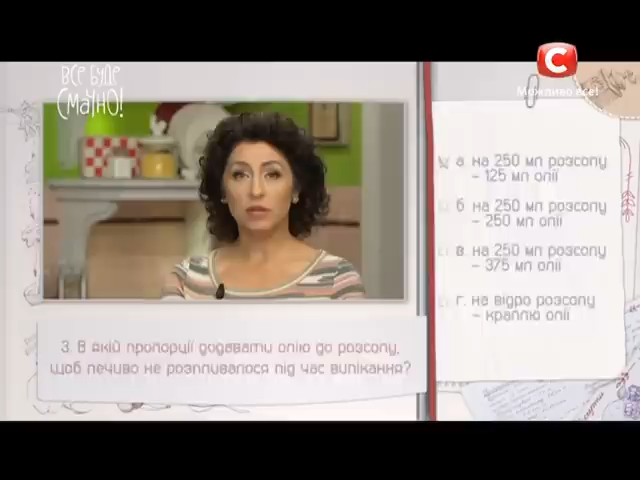 ВСЕ БУДЕ
СМАЧНО!
С
Можливо все!
а. на 250 мл розсолу
– 125 мл олії
б. на 250 мл розсолу
– 250 мл олії
в. на 250 мл розсолу
– 375 мл олії
г. на відро розсолу
– краплю олії
3. В якій пропорції додавати олію до розсолу,
щоб печиво не розпливалося під час випікання?